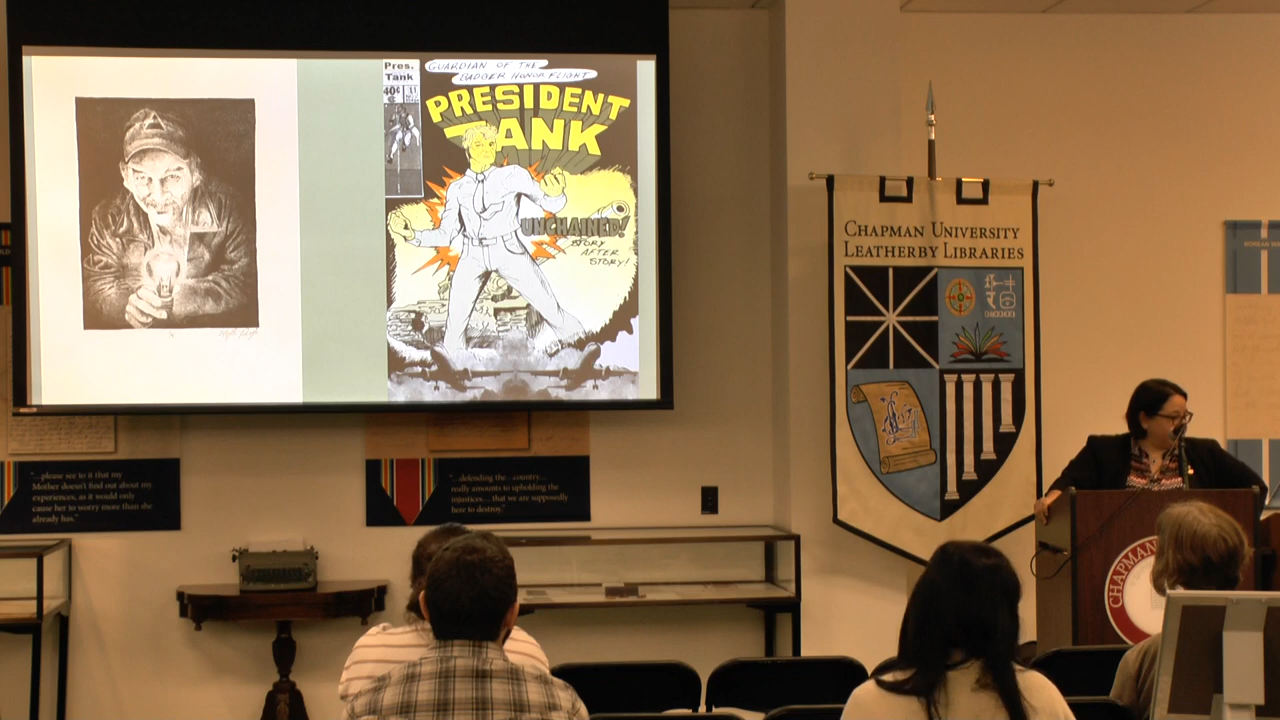 Pres.
Tank
40¢
11
GUARDIAN OF THE
BADGER HONOR FLIGHT
PRESIDENT
TANK
UNCHAINED!
STORY
AFTER
STORY!
CHAPMAN UNIVERSITY
LEATHERBY LIBRARIES
"...please see to it that my
Mother doesn't find out about my
experiences, as it would only
cause her to worry more than she
already has."
"...defending the...country...
really amounts to upholding the
injustices... that we are supposedly
here to destroy."
CHAPMAN